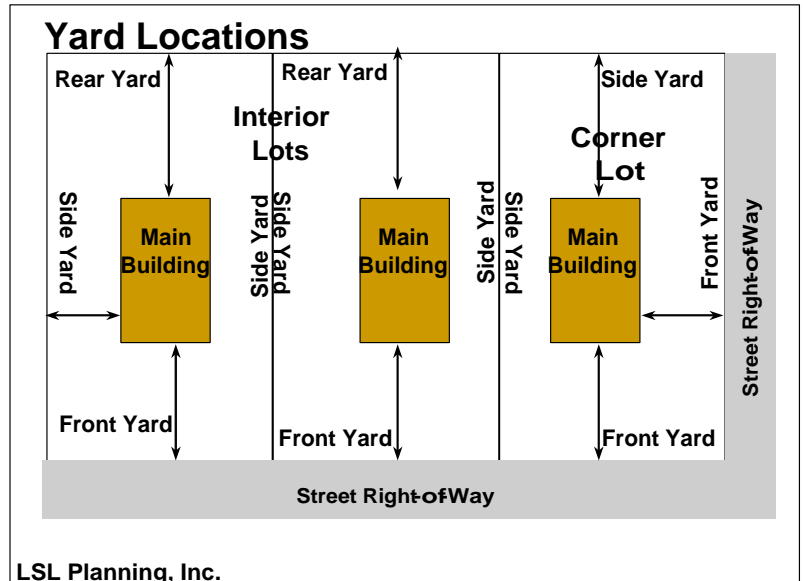 Yard Locations
Rear Yard
Rear Yard
Side Yard
Interior
Lots
Corner
Lot
Side Yard
Side Yard
Side Yard
Side Yard
Side Yard
Front Yard
Street Right-of-Way
Main
Building
Main
Building
Main
Building
Front Yard
Front Yard
Front Yard
Street Right-of-Way
LSL Planning, Inc.